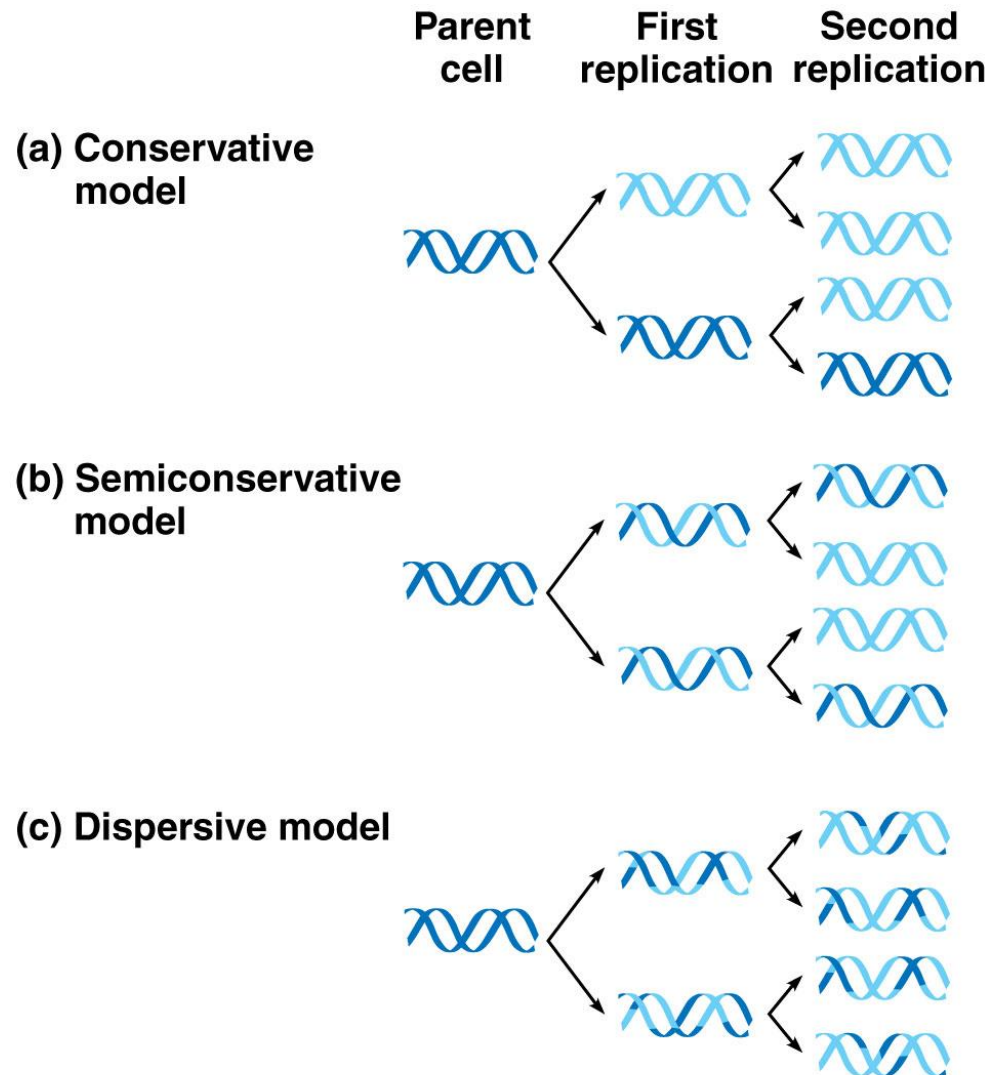 Parent
cell
First
replication
Second
replication
(a) Conservative
model
(b) Semiconservative
model
(c) Dispersive model